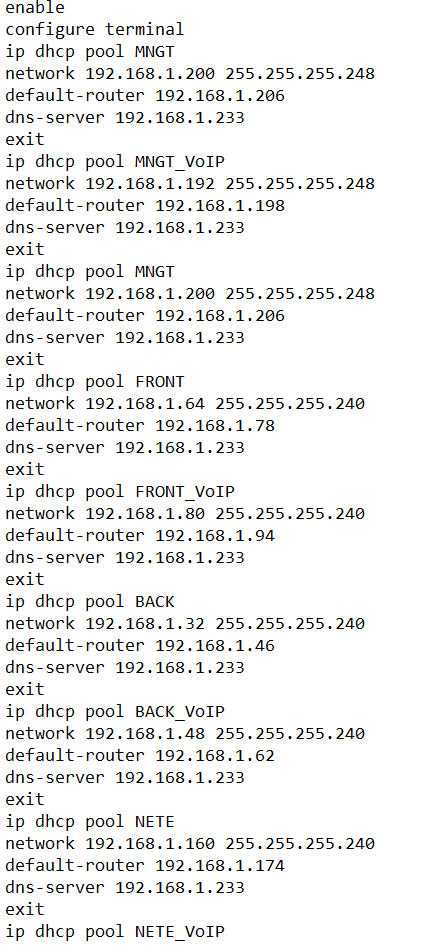 enable
configure terminal
ip dhcp pool MNGT
network 192.168.1.200 255.255.255.248
default-router 192.168.1.206
dns-server 192.168.1.233
exit
ip dhcp pool MNGT_VoIP
network 192.168.1.192 255.255.255.248
default-router 192.168.1.198
dns-server 192.168.1.233
exit
ip dhcp pool MNGT
network 192.168.1.200 255.255.255.248
default-router 192.168.1.206
dns-server 192.168.1.233
exit
ip dhcp pool FRONT
network 192.168.1.64 255.255.255.240
default-router 192.168.1.78
dns-server 192.168.1.233
exit
ip dhcp pool FRONT_VoIP
network 192.168.1.80 255.255.255.240
default-router 192.168.1.94
dns-server 192.168.1.233
exit
ip dhcp pool BACK
network 192.168.1.32 255.255.255.240
default-router 192.168.1.46
dns-server 192.168.1.233
exit
ip dhcp pool BACK_VoIP
network 192.168.1.48 255.255.255.240
default-router 192.168.1.62
dns-server 192.168.1.233
exit
ip dhcp pool NETE
network 192.168.1.160 255.255.255.240
default-router 192.168.1.174
dns-server 192.168.1.233
exit
ip dhcp pool NETE_VoIP